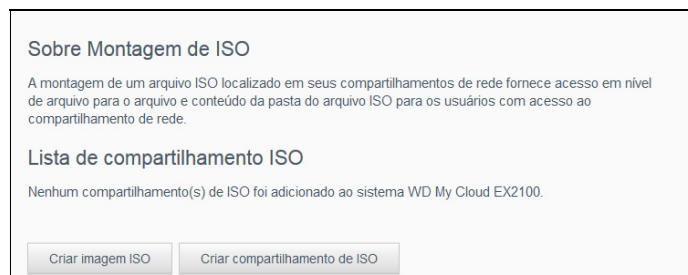 Sobre Montagem de ISO
A montagem de um arquivo ISO localizado em seus compartilhamentos de rede fornece acesso em nível
de arquivo para o arquivo e conteúdo da pasta do arquivo ISO para os usuários com acesso ao
compartilhamento de rede.
Lista de compartilhamento ISO
Nenhum compartilhamento(s) de ISO foi adicionado ao sistema WD My Cloud EX2100.
Criar imagem ISO
Criar compartilhamento de ISO